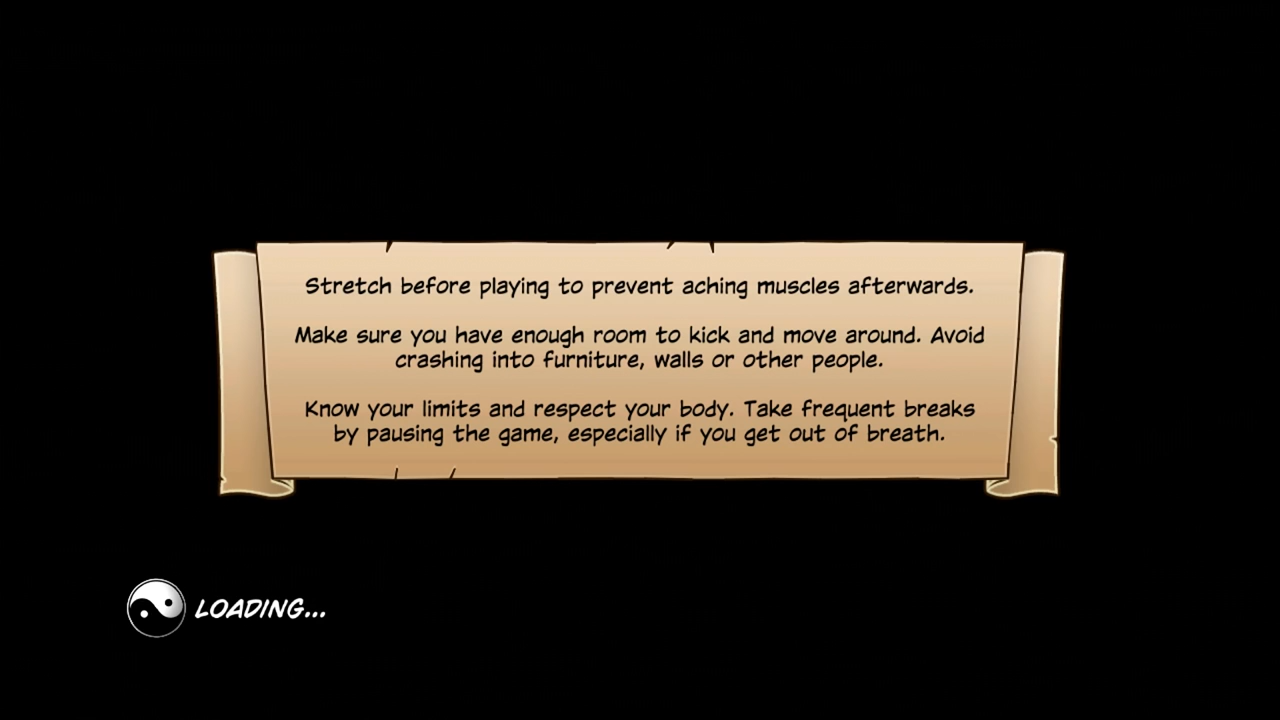 Stretch before playing to prevent aching muscles afterwards.
Make sure you have enough room to kick and move around. Avoid
crashing into furniture, walls or other people.
Know your limits and respect your body. Take frequent breaks
by pausing the game, especially if you get out of breath.
LOADING...